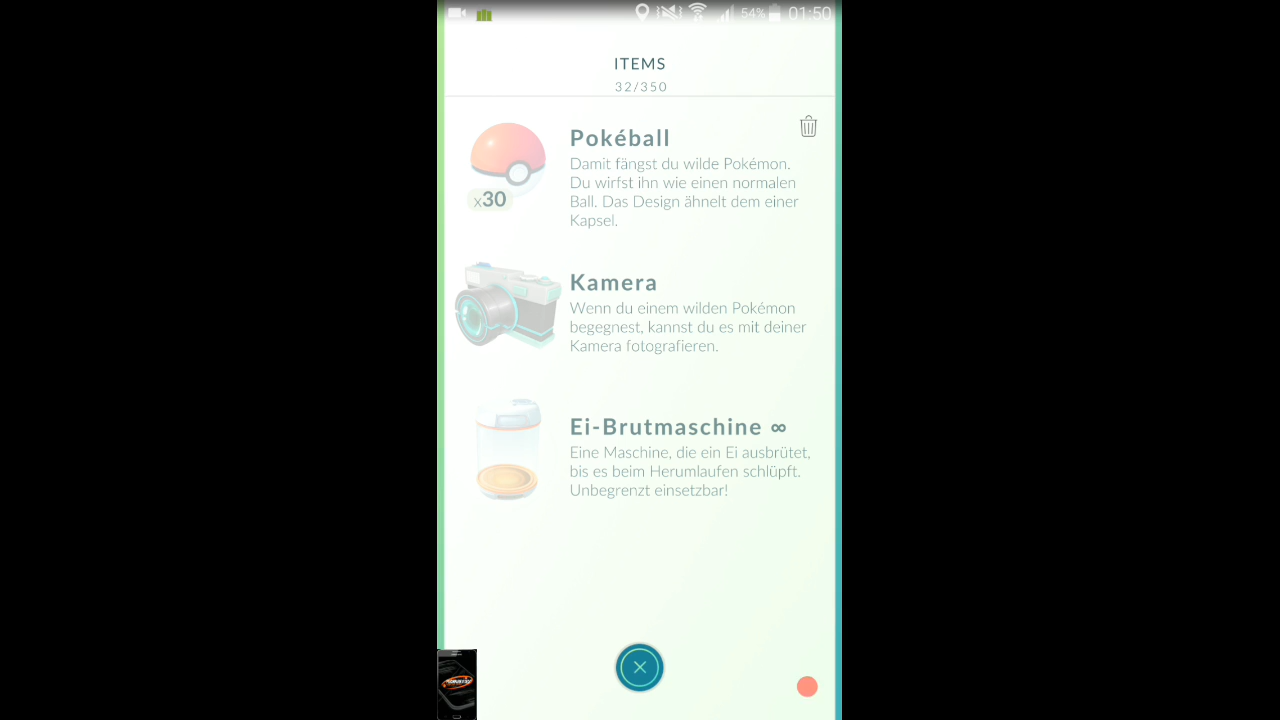 54% 01:50
ITEMS
32/350
Pokéball
Damit fängst du wilde Pokémon.
Du wirfst ihn wie einen normalen
Ball. Das Design ähnelt dem einer
Kapsel.
x30
Kamera
Wenn du einem wilden Pokémon
begegnest, kannst du es mit deiner
Kamera fotografieren.
Ei-Brutmaschine ∞
Eine Maschine, die ein Ei ausbrütet,
bis es beim Herumlaufen schlüpft.
Unbegrenzt einsetzbar!